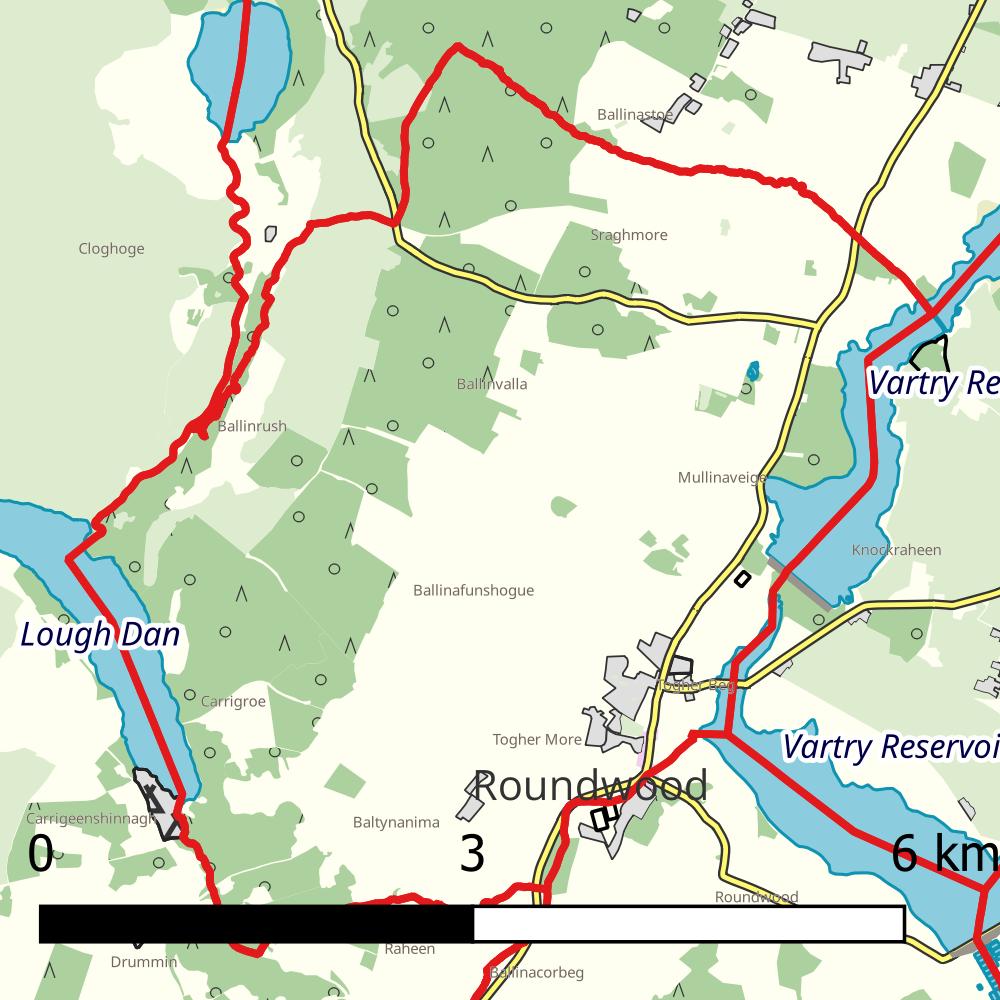 Ballinastoe
Sraghmore
Cloghoge
Vartry Re
Ballinvalla
Ballinrush
Mullinaveige
Knockraheen
Ballinafunshogue
Lough Dan
Togher Beg
Carrigroe
Togher More
Vartry Reservoi
Roundwood
Carrigeenshinnagh
Baltynanima
0 3 6 km
Roundwood
Raheen
Drummin
Ballinacorbeg